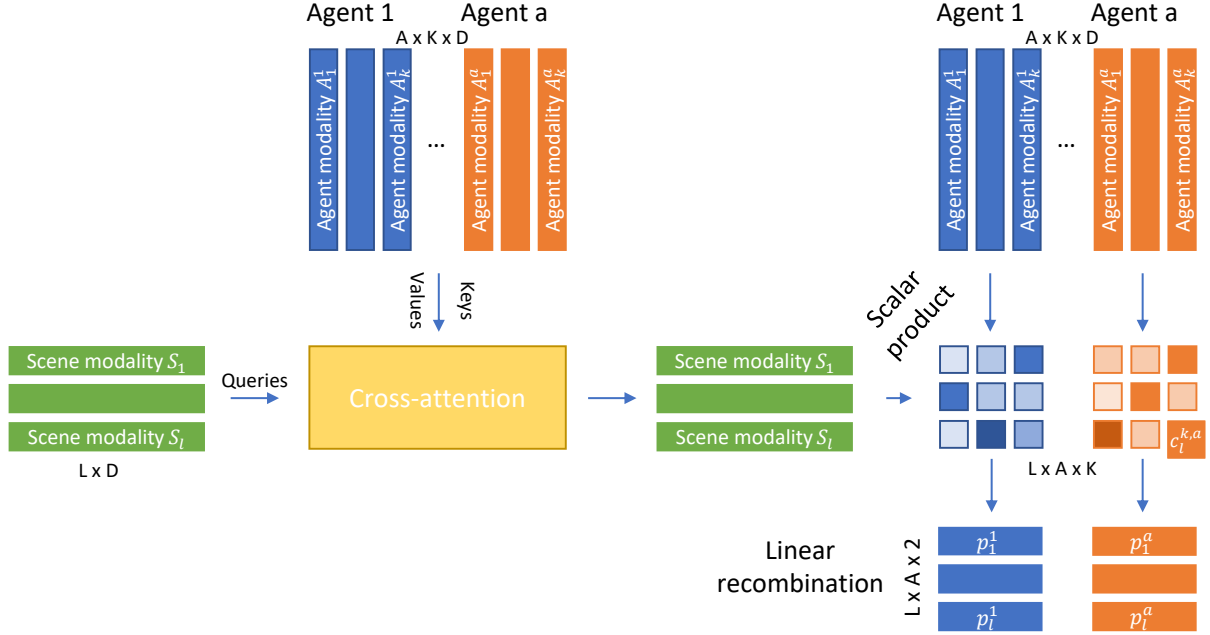 Agent 1
Agent a
A x K x D
Agent modality A_1^1
Agent modality A_k^1
...
Agent modality A_1^a
Agent modality A_k^a
Values
Keys
Scene modality S_1
Scene modality S_l
L x D
Queries
Cross-attention
Scene modality S_1
Scene modality S_l
Agent 1
Agent a
A x K x D
Agent modality A_1^1
Agent modality A_k^1
...
Agent modality A_1^a
Agent modality A_k^a
Scalar
product
c_l^{k,a}
L x A x K
Linear
recombination
L x A x 2
p_1^1
p_l^1
p_1^a
p_l^a